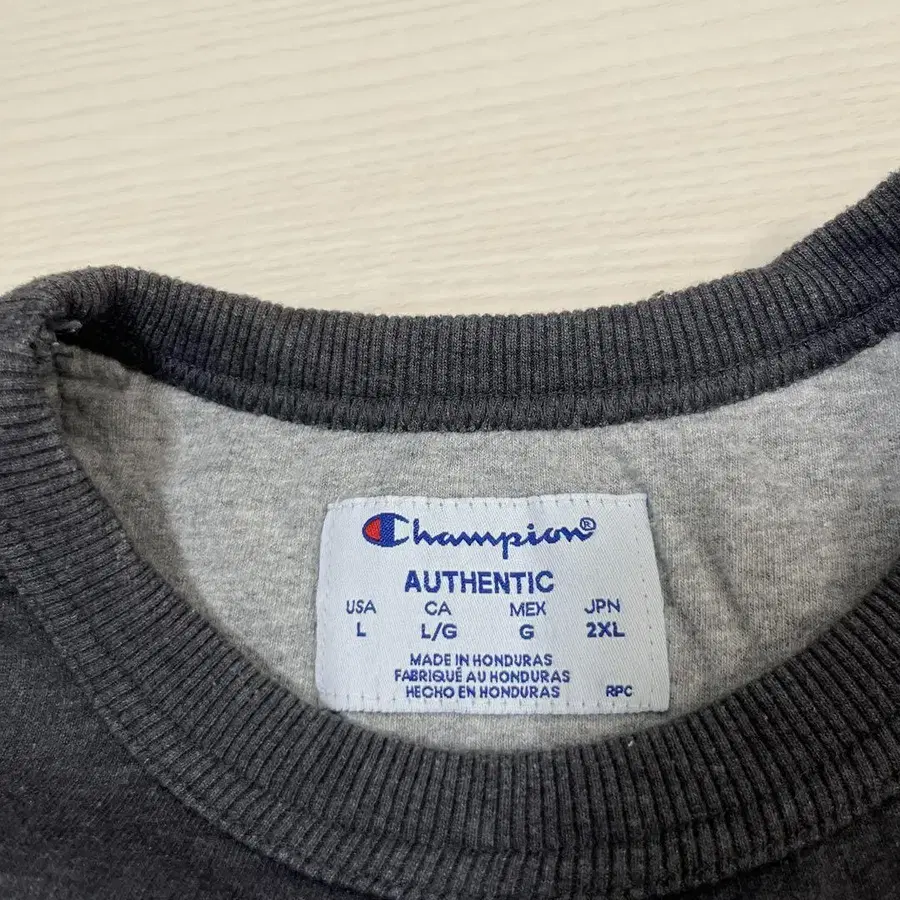 Champion®
AUTHENTIC
USA CA MEX JPN
L L/G G 2XL
MADE IN HONDURAS
FABRIQUÉ AU HONDURAS
HECHO EN HONDURAS RPC